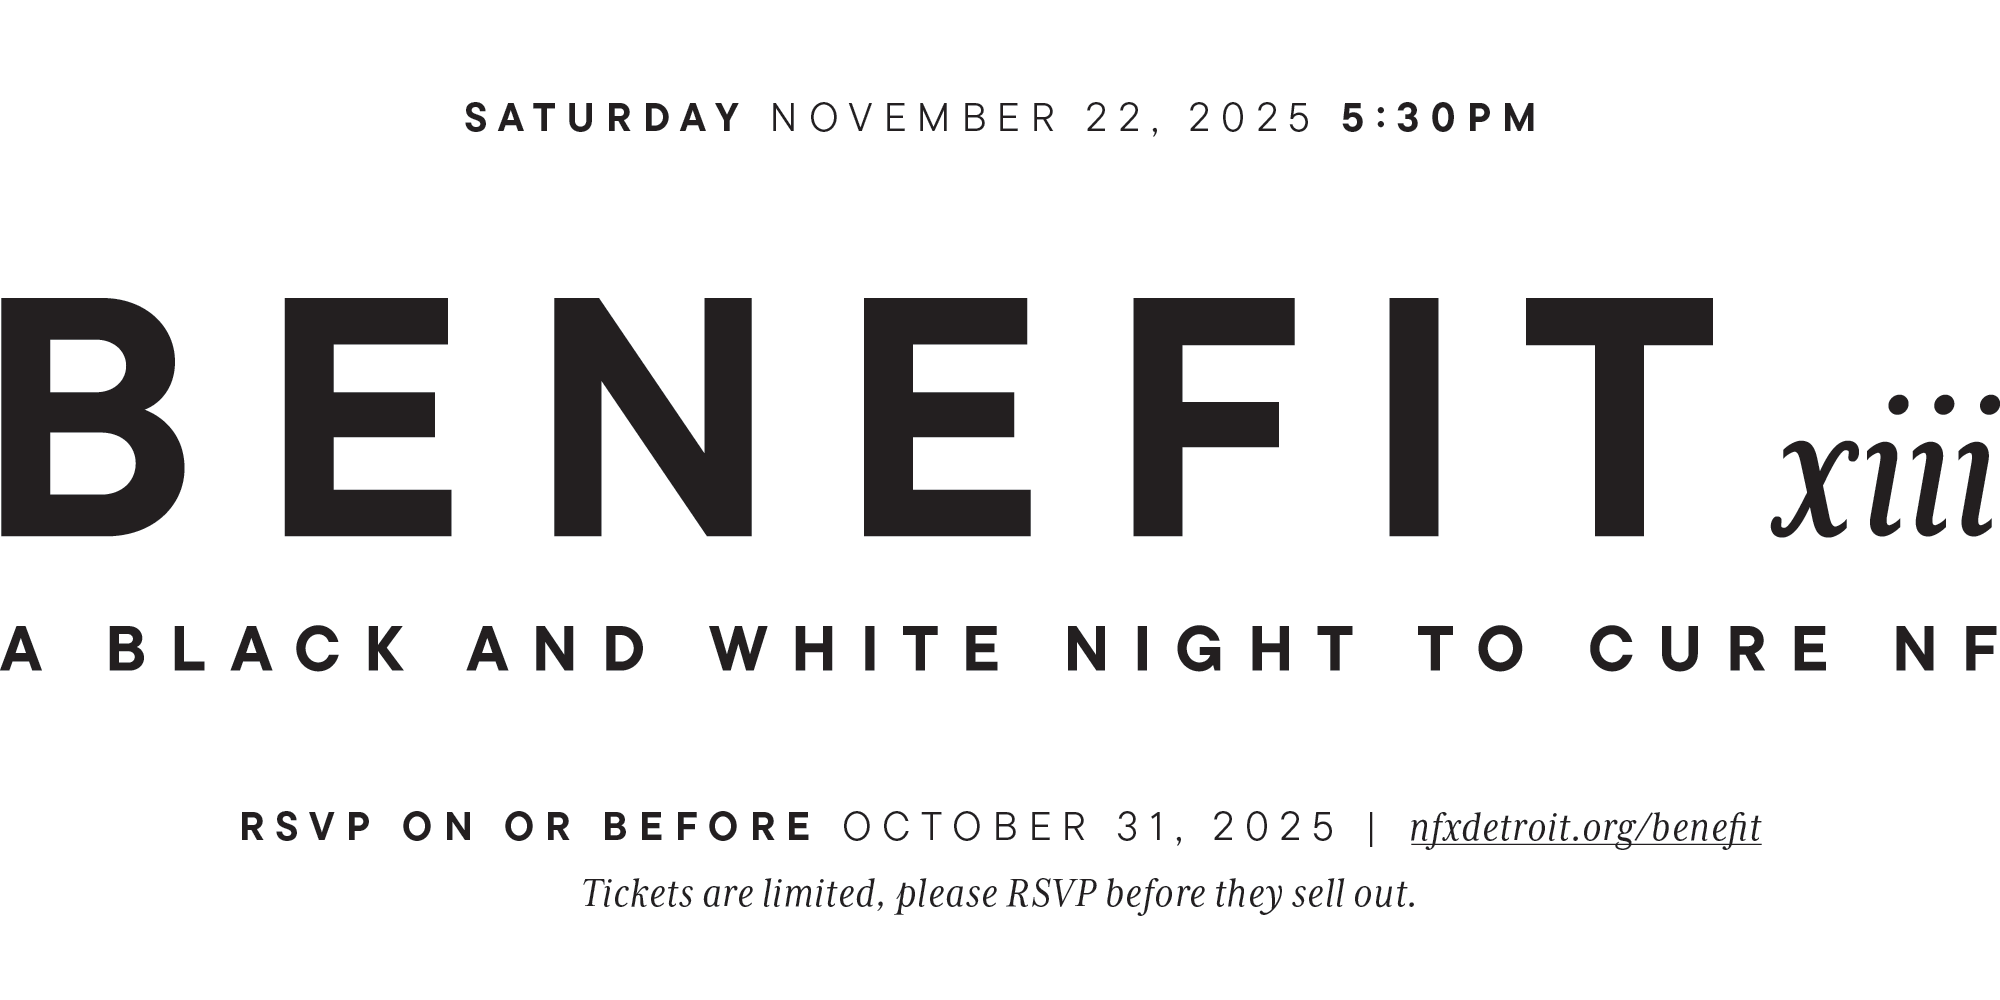 SATURDAY NOVEMBER 22, 2025 5:30PM
BENEFIT xiii
A BLACK AND WHITE NIGHT TO CURE NF
RSVP ON OR BEFORE OCTOBER 31, 2025 | nfxdetroit.org/benefit
Tickets are limited, please RSVP before they sell out.